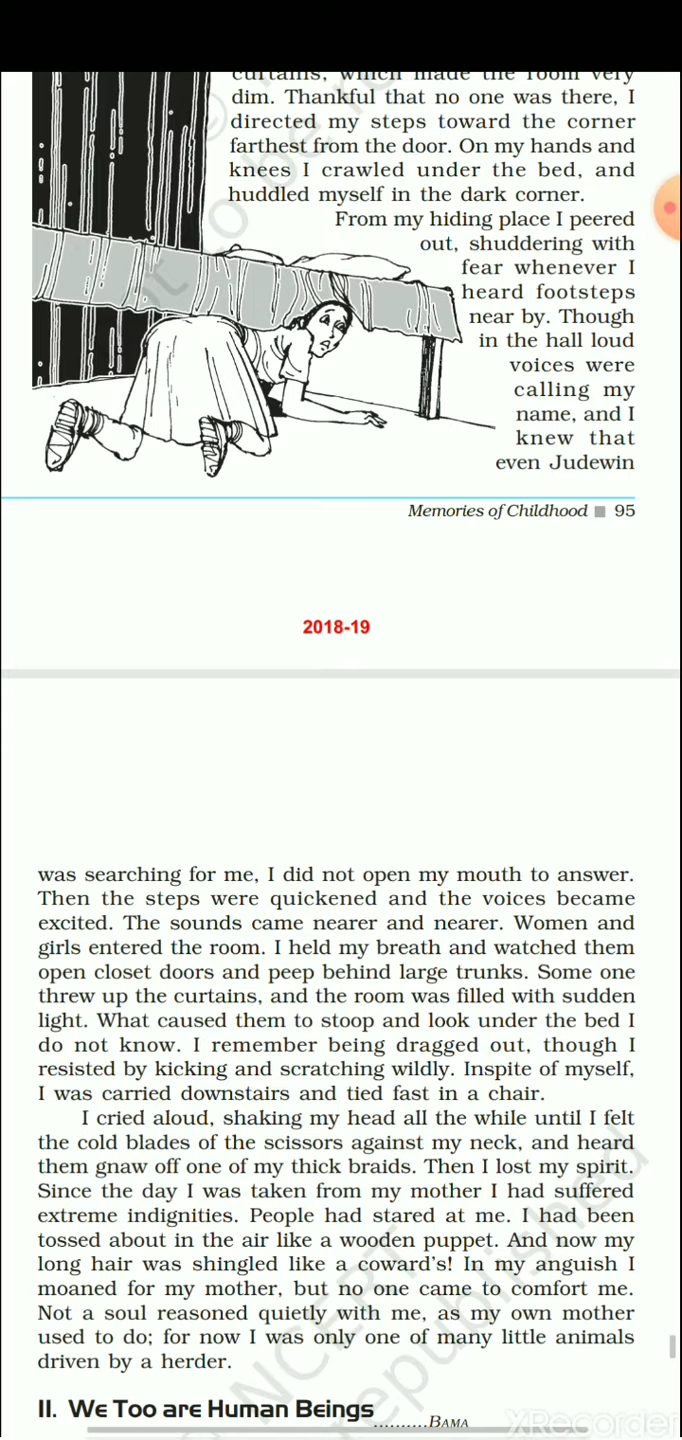 curtains, which made the room very
dim. Thankful that no one was there, I
directed my steps toward the corner
farthest from the door. On my hands and
knees I crawled under the bed, and
huddled myself in the dark corner.
From my hiding place I peered
out, shuddering with
fear whenever I
heard footsteps
near by. Though
in the hall loud
voices were
calling my
name, and I
knew that
even Judewin
Memories of Childhood ■ 95
2018-19
was searching for me, I did not open my mouth to answer.
Then the steps were quickened and the voices became
excited. The sounds came nearer and nearer. Women and
girls entered the room. I held my breath and watched them
open closet doors and peep behind large trunks. Some one
threw up the curtains, and the room was filled with sudden
light. What caused them to stoop and look under the bed I
do not know. I remember being dragged out, though I
resisted by kicking and scratching wildly. Inspite of myself,
I was carried downstairs and tied fast in a chair.
I cried aloud, shaking my head all the while until I felt
the cold blades of the scissors against my neck, and heard
them gnaw off one of my thick braids. Then I lost my spirit.
Since the day I was taken from my mother I had suffered
extreme indignities. People had stared at me. I had been
tossed about in the air like a wooden puppet. And now my
long hair was shingled like a coward's! In my anguish I
moaned for my mother, but no one came to comfort me.
Not a soul reasoned quietly with me, as my own mother
used to do; for now I was only one of many little animals
driven by a herder.
II. We Too are Human Beings
..........Bama
XRecorder
© NCERT
not to be republished